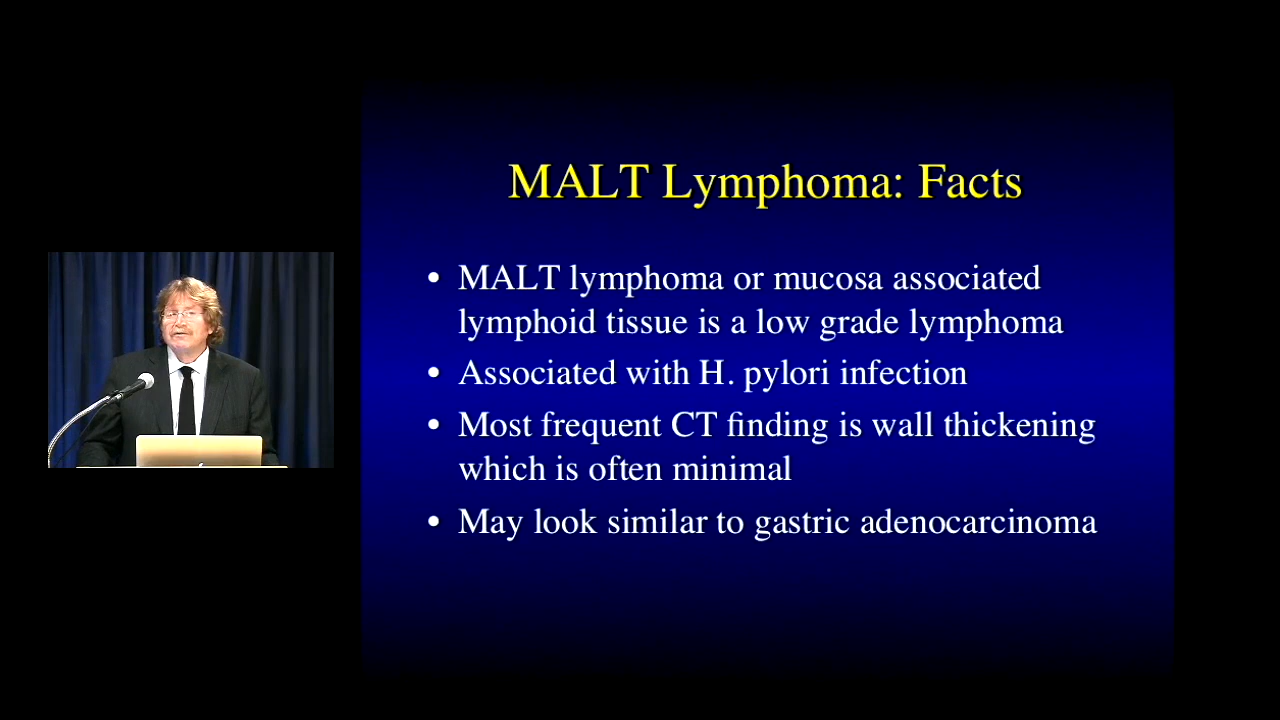 MALT Lymphoma: Facts
• MALT lymphoma or mucosa associated
lymphoid tissue is a low grade lymphoma
• Associated with H. pylori infection
• Most frequent CT finding is wall thickening
which is often minimal
• May look similar to gastric adenocarcinoma